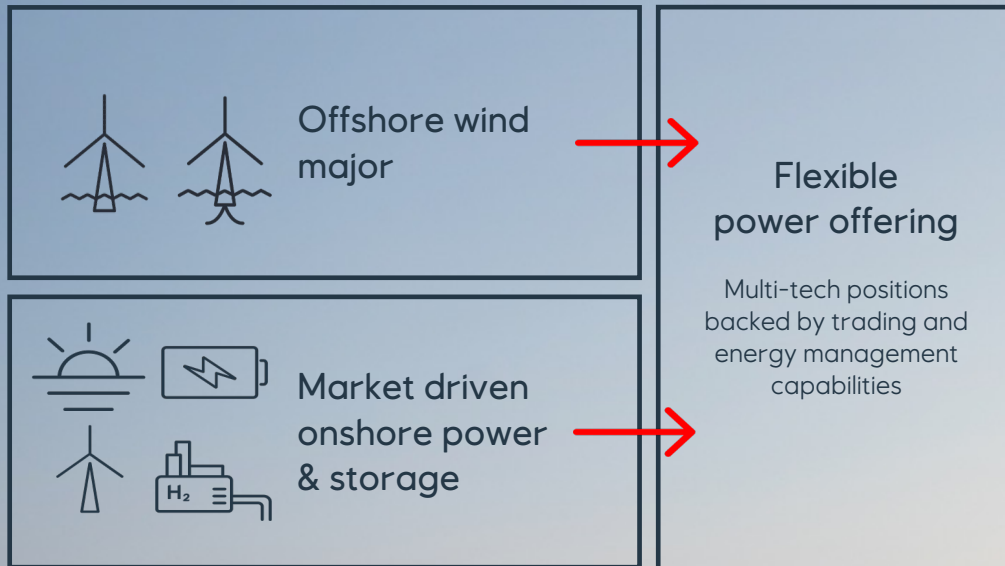 Offshore wind
major
Market driven
onshore power
& storage
H₂
Flexible
power offering
Multi-tech positions
backed by trading and
energy management
capabilities